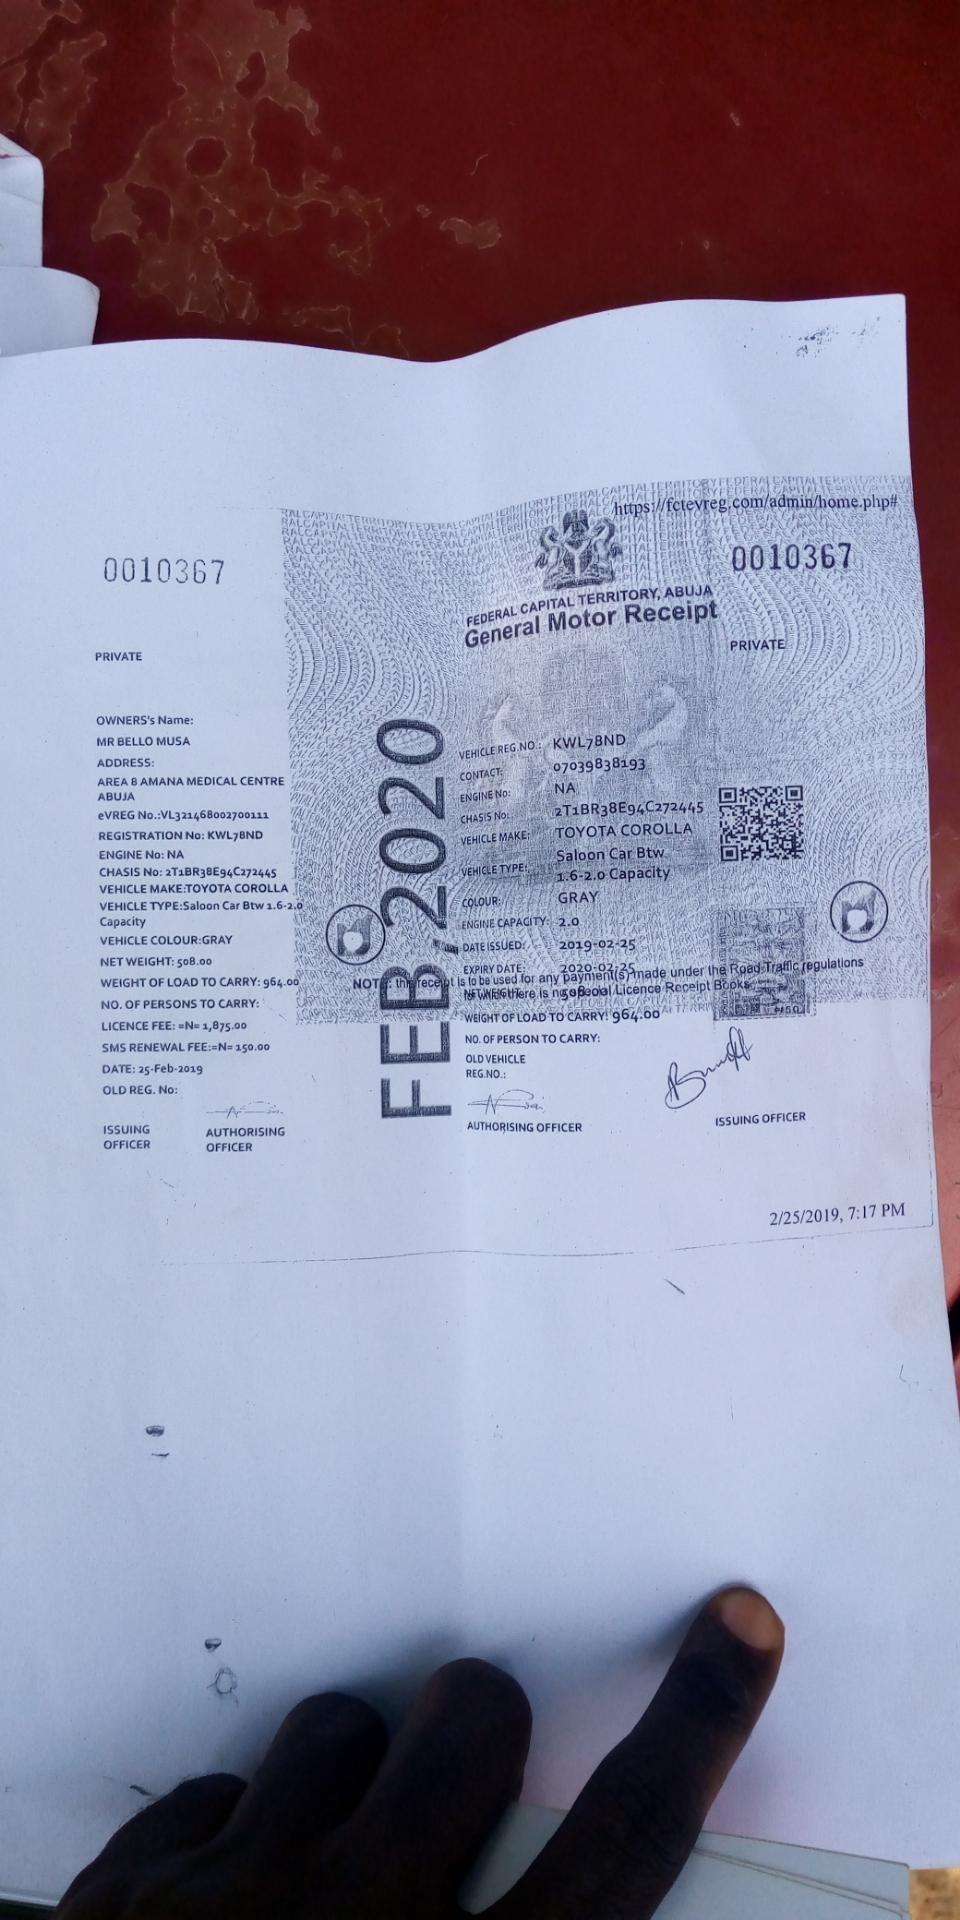 https://fctevreg.com/admin/home.php#
0010367
0010367
FEDERAL CAPITAL TERRITORY, ABUJA
General Motor Receipt
PRIVATE
PRIVATE
OWNERS's Name:
MR BELLO MUSA
ADDRESS:
AREA 8 AMANA MEDICAL CENTRE
ABUJA
eVREG No.:VL321468002700111
REGISTRATION No: KWL78ND
ENGINE No: NA
CHASIS No: 2T1BR38E94C272445
VEHICLE MAKE:TOYOTA COROLLA
VEHICLE TYPE:Saloon Car Btw 1.6-2.0
Capacity
VEHICLE COLOUR:GRAY
NET WEIGHT: 508.00
WEIGHT OF LOAD TO CARRY: 964.00
NO. OF PERSONS TO CARRY:
LICENCE FEE: =N= 1,875.00
SMS RENEWAL FEE:=N= 150.00
DATE: 25-Feb-2019
OLD REG. No:
ISSUING
OFFICER
AUTHORISING
OFFICER
FEB,2020
VEHICLE REG.NO.: KWL78ND
CONTACT: 07039838193
ENGINE No: NA
CHASIS No: 2T1BR38E94C272445
VEHICLE MAKE: TOYOTA COROLLA
VEHICLE TYPE: Saloon Car Btw
1.6-2.0 Capacity
COLOUR: GRAY
ENGINE CAPACITY: 2.0
DATE ISSUED: 2019-02-25
EXPIRY DATE 2020-02-25
NOTE: this receipt is to be used for any payment(s) made under the Road Traffic regulations
for which there is no special Licence Receipt Books
NET WEIGHT: 508.00
WEIGHT OF LOAD TO CARRY: 964.00
NO. OF PERSON TO CARRY:
OLD VEHICLE
REG.NO.:
AUTHORISING OFFICER
ISSUING OFFICER
2/25/2019, 7:17 PM